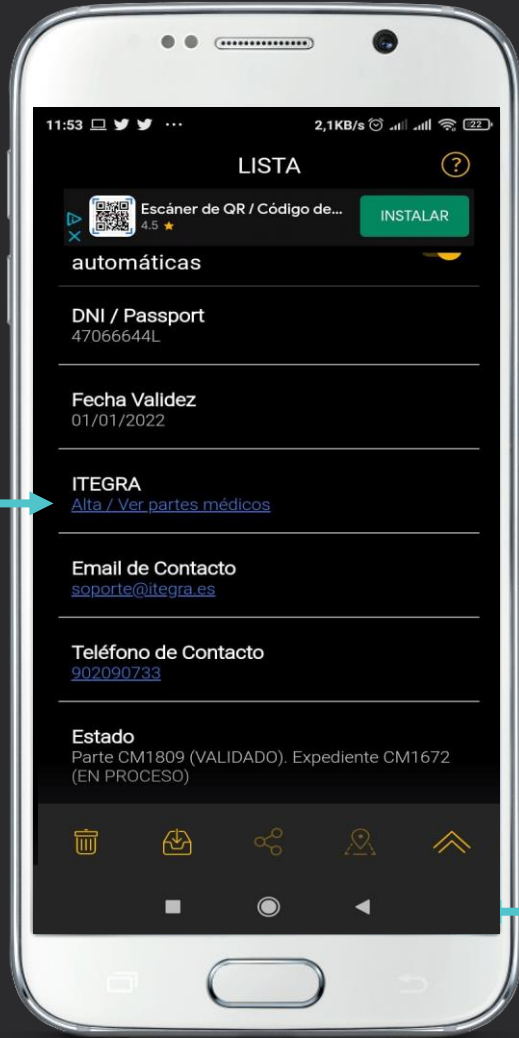 11:53 ... 2,1KB/s 22
LISTA ?
Escáner de QR / Código de...
4.5 ★
INSTALAR
automáticas
DNI / Passport
47066644L
Fecha Validez
01/01/2022
ITEGRA
Alta / Ver partes médicos
Email de Contacto
soporte@itegra.es
Teléfono de Contacto
902090733
Estado
Parte CM1809 (VALIDADO). Expediente CM1672
(EN PROCESO)